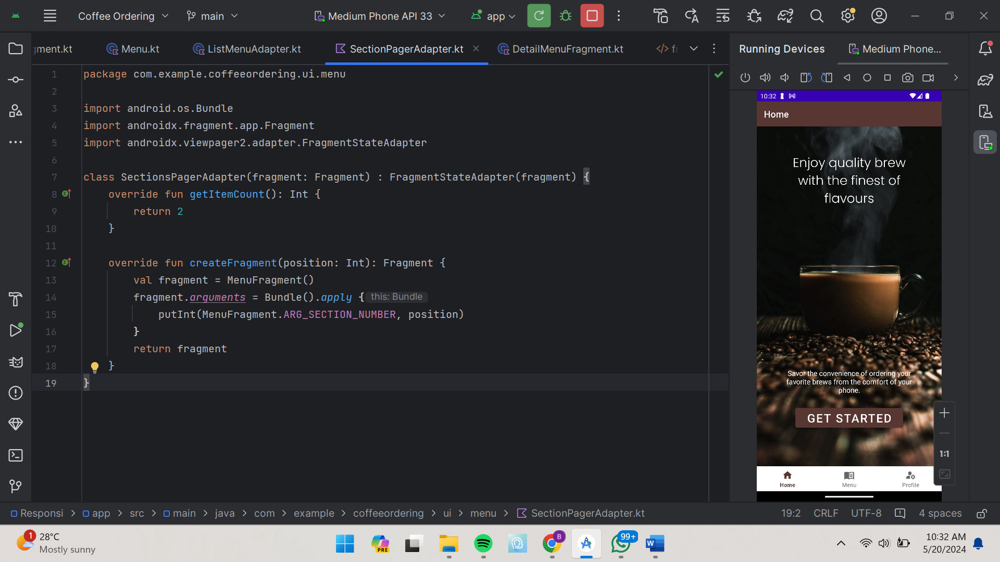 Coffee Ordering
main
Medium Phone API 33
app
gment.kt
Menu.kt
ListMenuAdapter.kt
SectionPagerAdapter.kt
DetailMenuFragment.kt
</> f
Running Devices
Medium Phone...
1 package com.example.coffeeordering.ui.menu
2
3 import android.os.Bundle
4 import androidx.fragment.app.Fragment
5 import androidx.viewpager2.adapter.FragmentStateAdapter
6
7 class SectionsPagerAdapter(fragment: Fragment) : FragmentStateAdapter(fragment) {
8 override fun getItemCount(): Int {
9 return 2
10 }
11
12 override fun createFragment(position: Int): Fragment {
13 val fragment = MenuFragment()
14 fragment.arguments = Bundle().apply { this: Bundle
15 putInt(MenuFragment.ARG_SECTION_NUMBER, position)
16 }
17 return fragment
18 }
19 }
10:32
Home
Enjoy quality brew
with the finest of
flavours
Savor the convenience of ordering your
favorite brews from the comfort of your
phone.
GET STARTED
Home
Menu
Profile
1:1
Responsi > app > src > main > java > com > example > coffeeordering > ui > menu > SectionPagerAdapter.kt
19:2
CRLF
UTF-8
4 spaces
1
28°C
Mostly sunny
PRE
B
99+
W
10:32 AM
5/20/2024